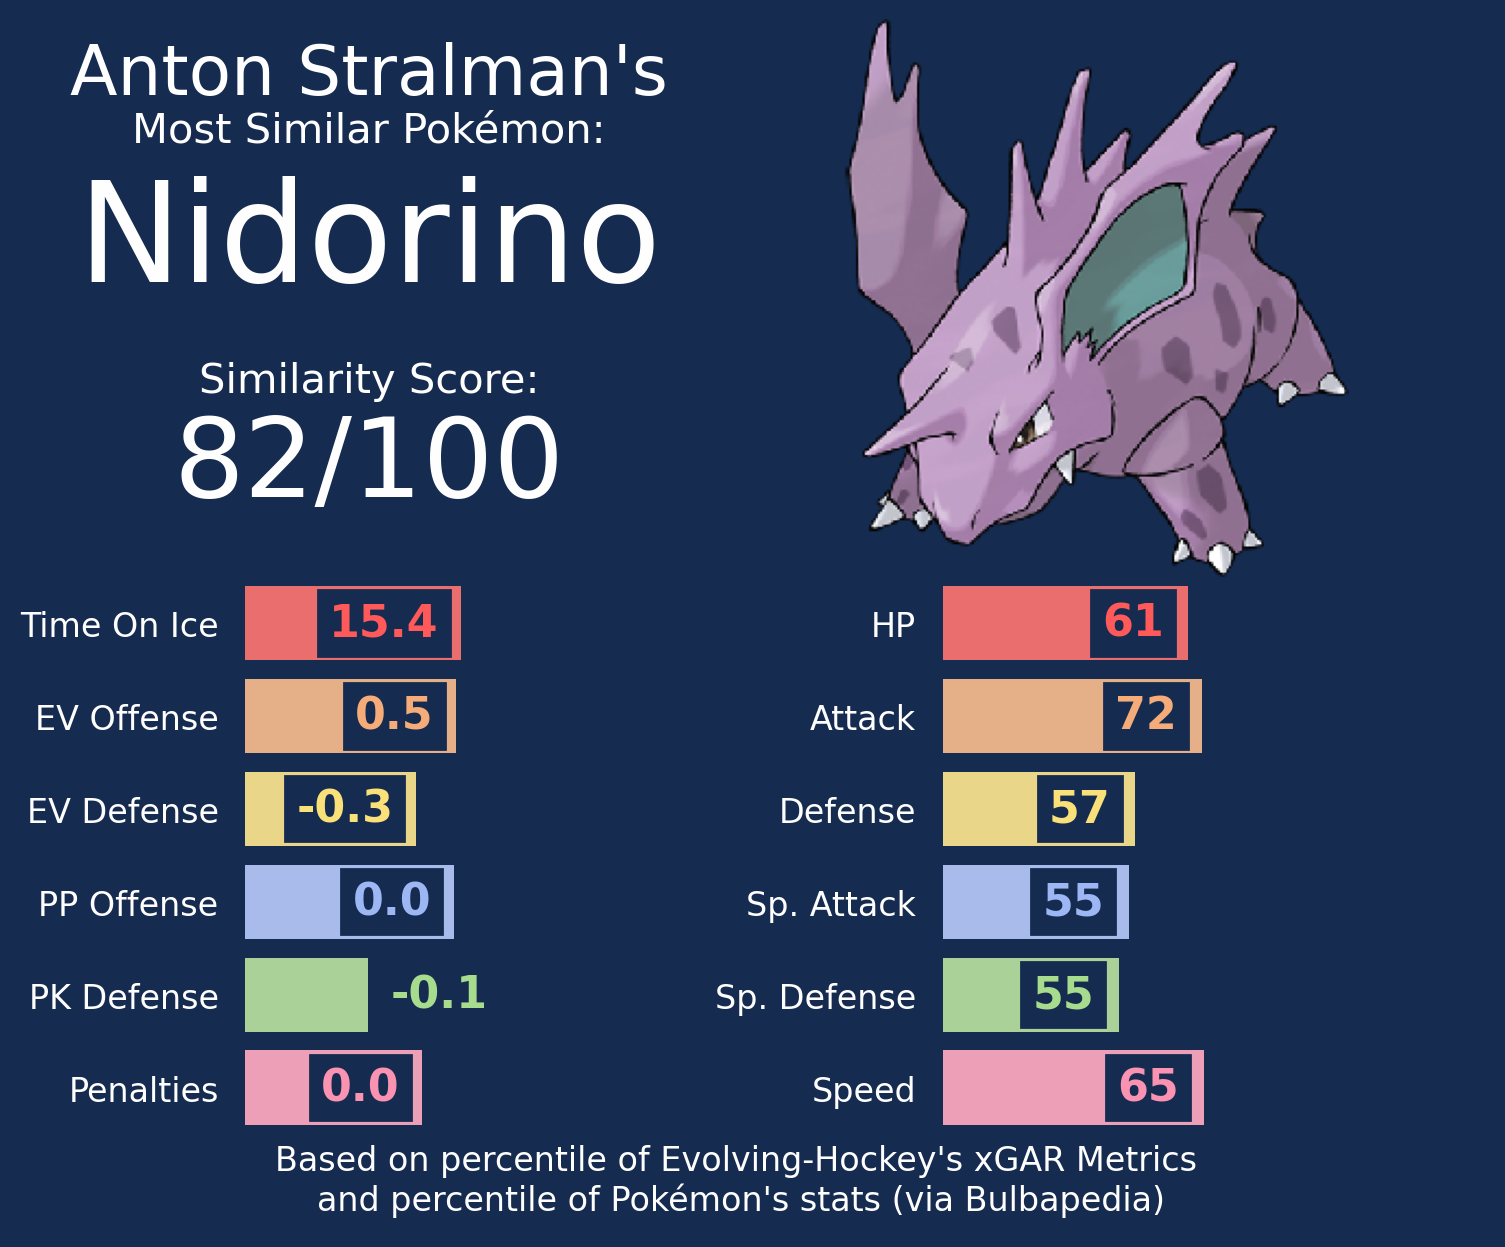 Anton Stralman's
Most Similar Pokémon:
Nidorino
Similarity Score:
82/100
Time On Ice 15.4
EV Offense 0.5
EV Defense -0.3
PP Offense 0.0
PK Defense -0.1
Penalties 0.0
HP 61
Attack 72
Defense 57
Sp. Attack 55
Sp. Defense 55
Speed 65
Based on percentile of Evolving-Hockey's xGAR Metrics
and percentile of Pokémon's stats (via Bulbapedia)